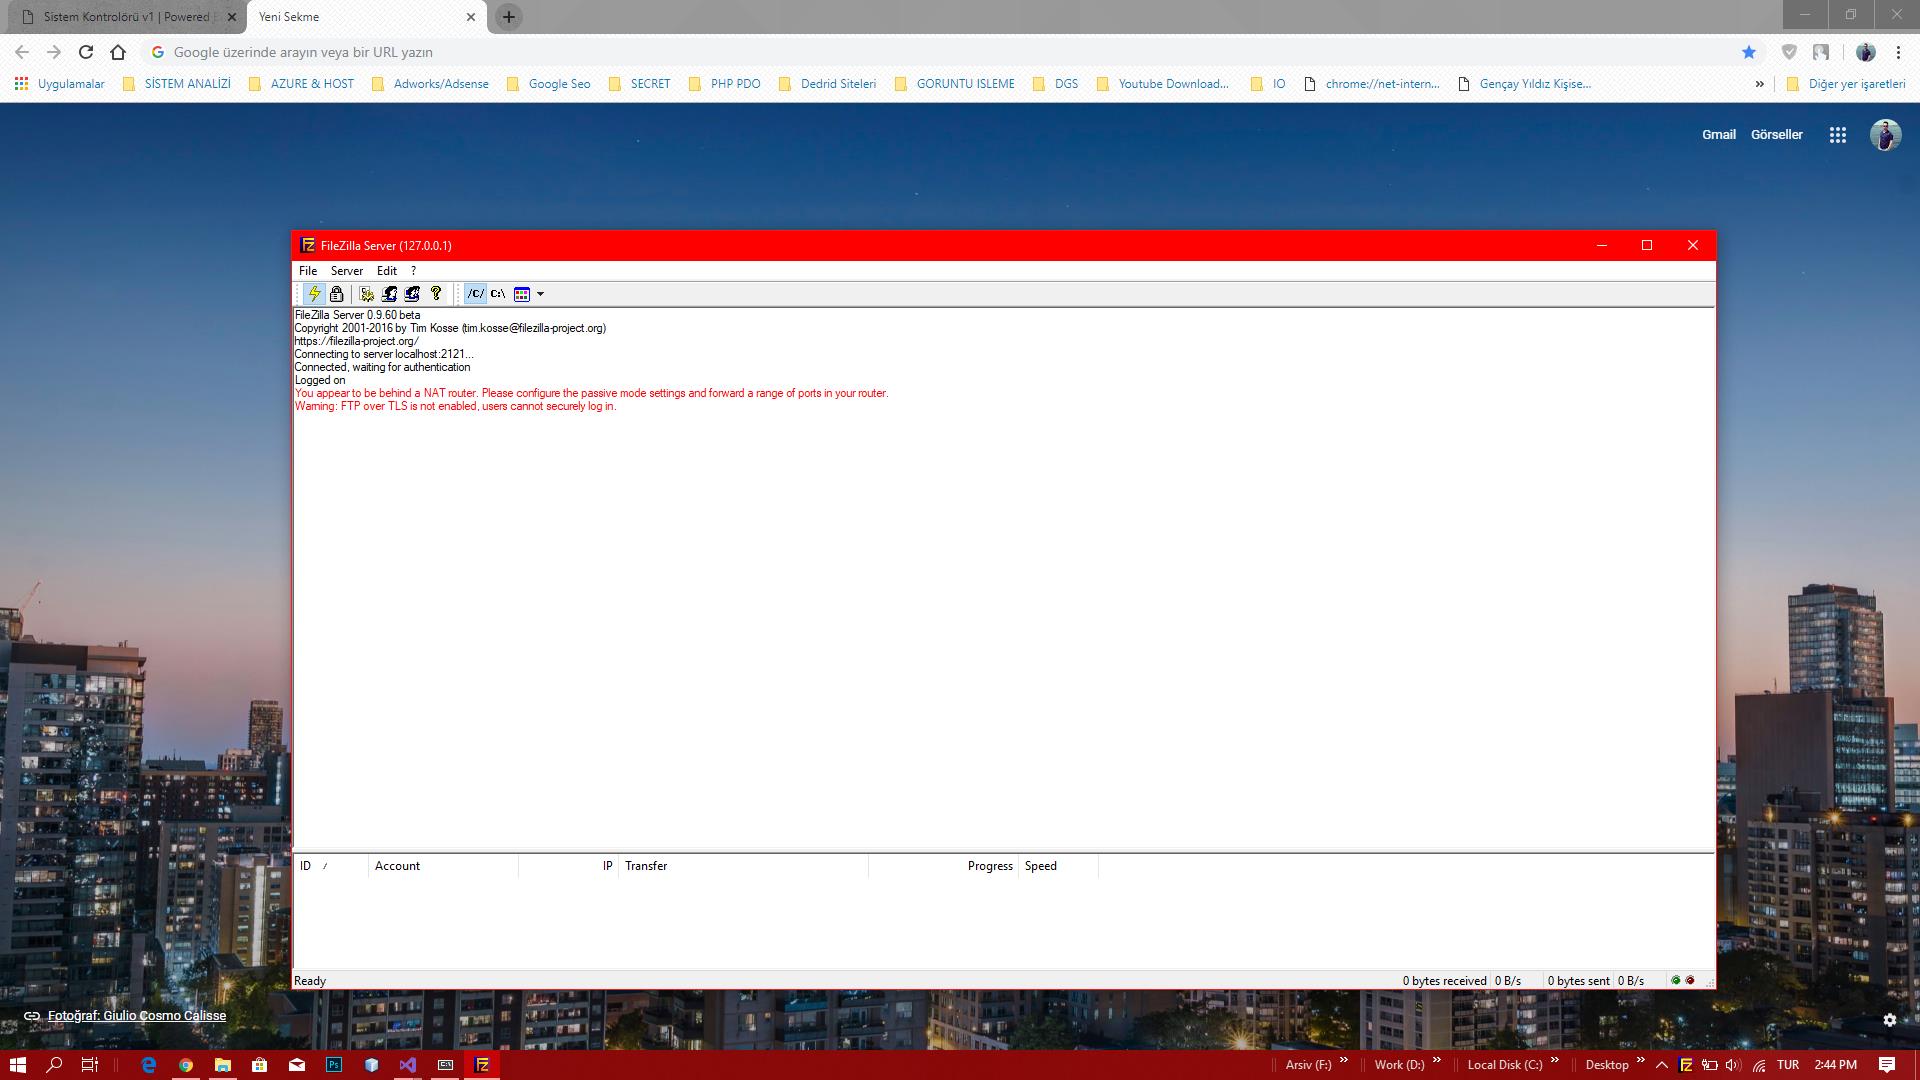 Sistem Kontrolörü v1 | Powered
Yeni Sekme
Google üzerinde arayın veya bir URL yazın
Uygulamalar
SİSTEM ANALİZİ
AZURE & HOST
Adworks/Adsense
Google Seo
SECRET
PHP PDO
Dedrid Siteleri
GORUNTU ISLEME
DGS
Youtube Download...
IO
chrome://net-intern...
Gençay Yıldız Kişise...
»
Diğer yer işaretleri
Gmail Görseller
FileZilla Server (127.0.0.1)
File Server Edit ?
/C/ C:\
FileZilla Server 0.9.60 beta
Copyright 2001-2016 by Tim Kosse (tim.kosse@filezilla-project.org)
https://filezilla-project.org/
Connecting to server localhost:2121...
Connected, waiting for authentication
Logged on
You appear to be behind a NAT router. Please configure the passive mode settings and forward a range of ports in your router.
Warning: FTP over TLS is not enabled, users cannot securely log in.
ID / Account IP Transfer Progress Speed
Ready
0 bytes received 0 B/s 0 bytes sent 0 B/s
Fotoğraf: Giulio Cosmo Calisse
Arsiv (F:) » Work (D:) » Local Disk (C:) » Desktop » TUR 2:44 PM